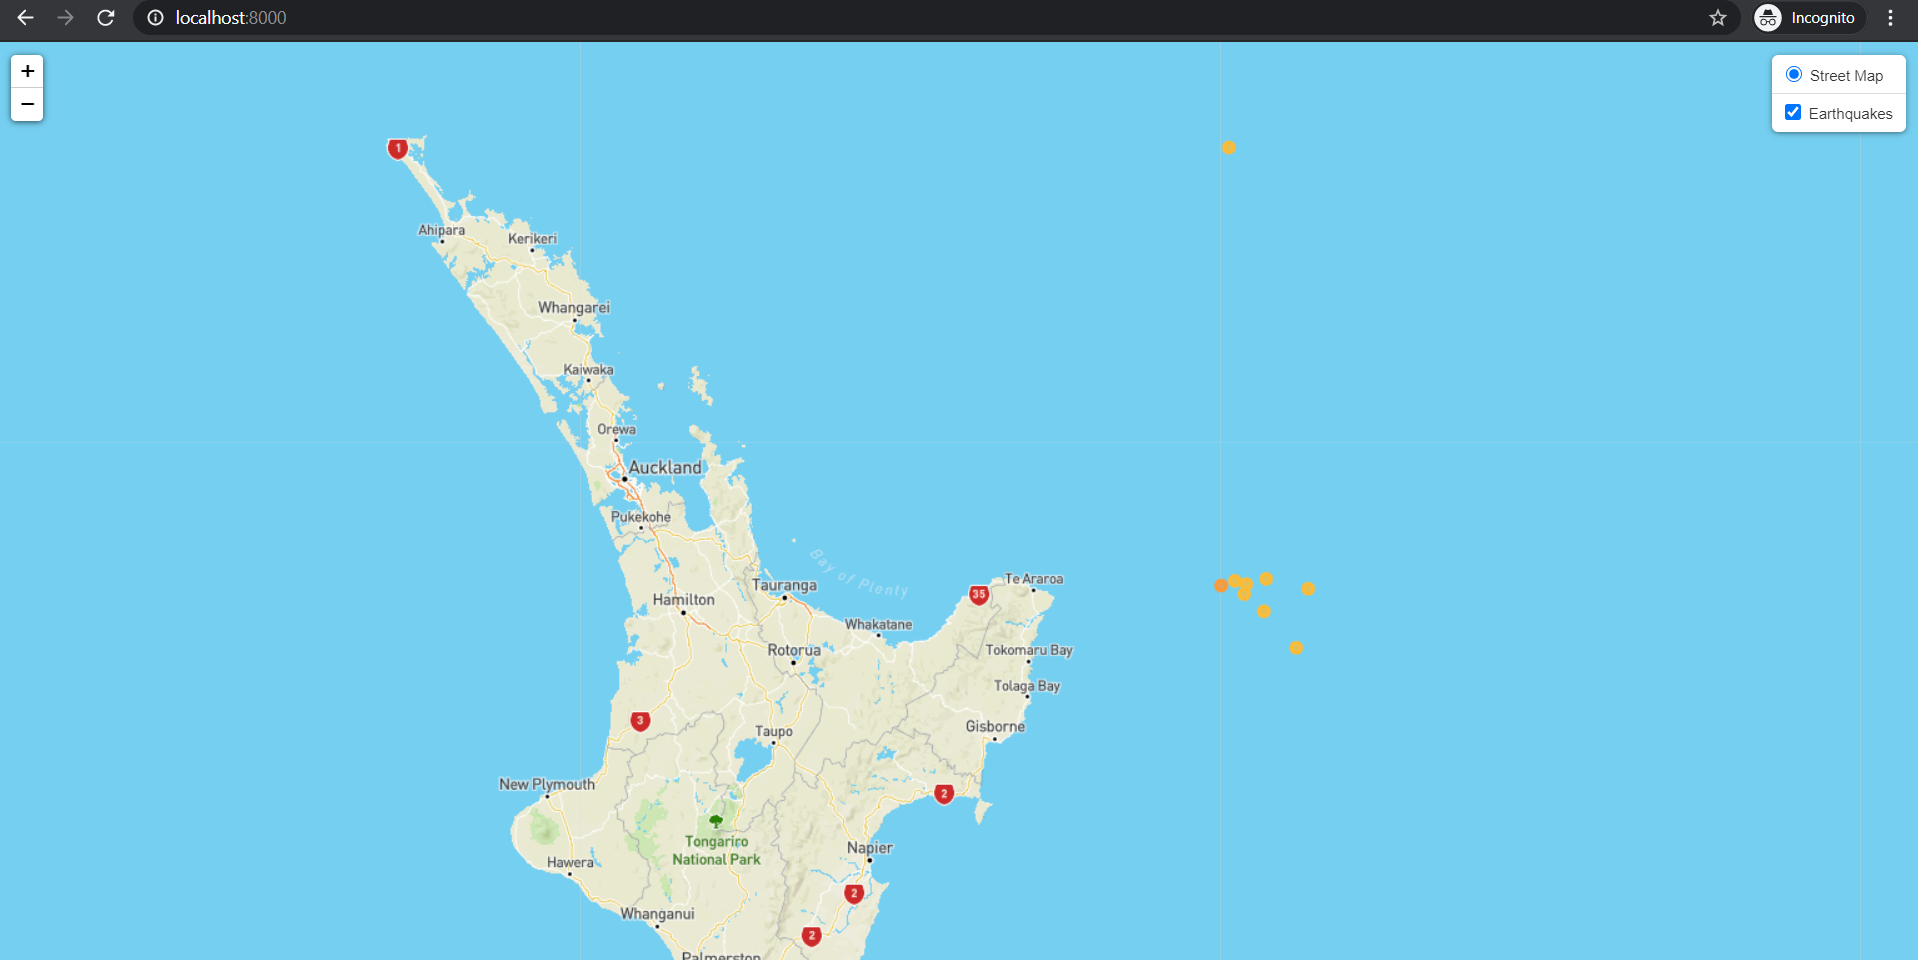 localhost:8000
Incognito
+
−
Street Map
Earthquakes
1
Ahipara
Kerikeri
Whangarei
Kaiwaka
Orewa
Auckland
Pukekohe
Bay of Plenty
Tauranga
Te Araroa
35
Hamilton
Whakatane
Rotorua
Tokomaru Bay
Tolaga Bay
3
Taupo
Gisborne
New Plymouth
2
Tongariro
National Park
Napier
Hawera
2
Whanganui
2
Palmerston